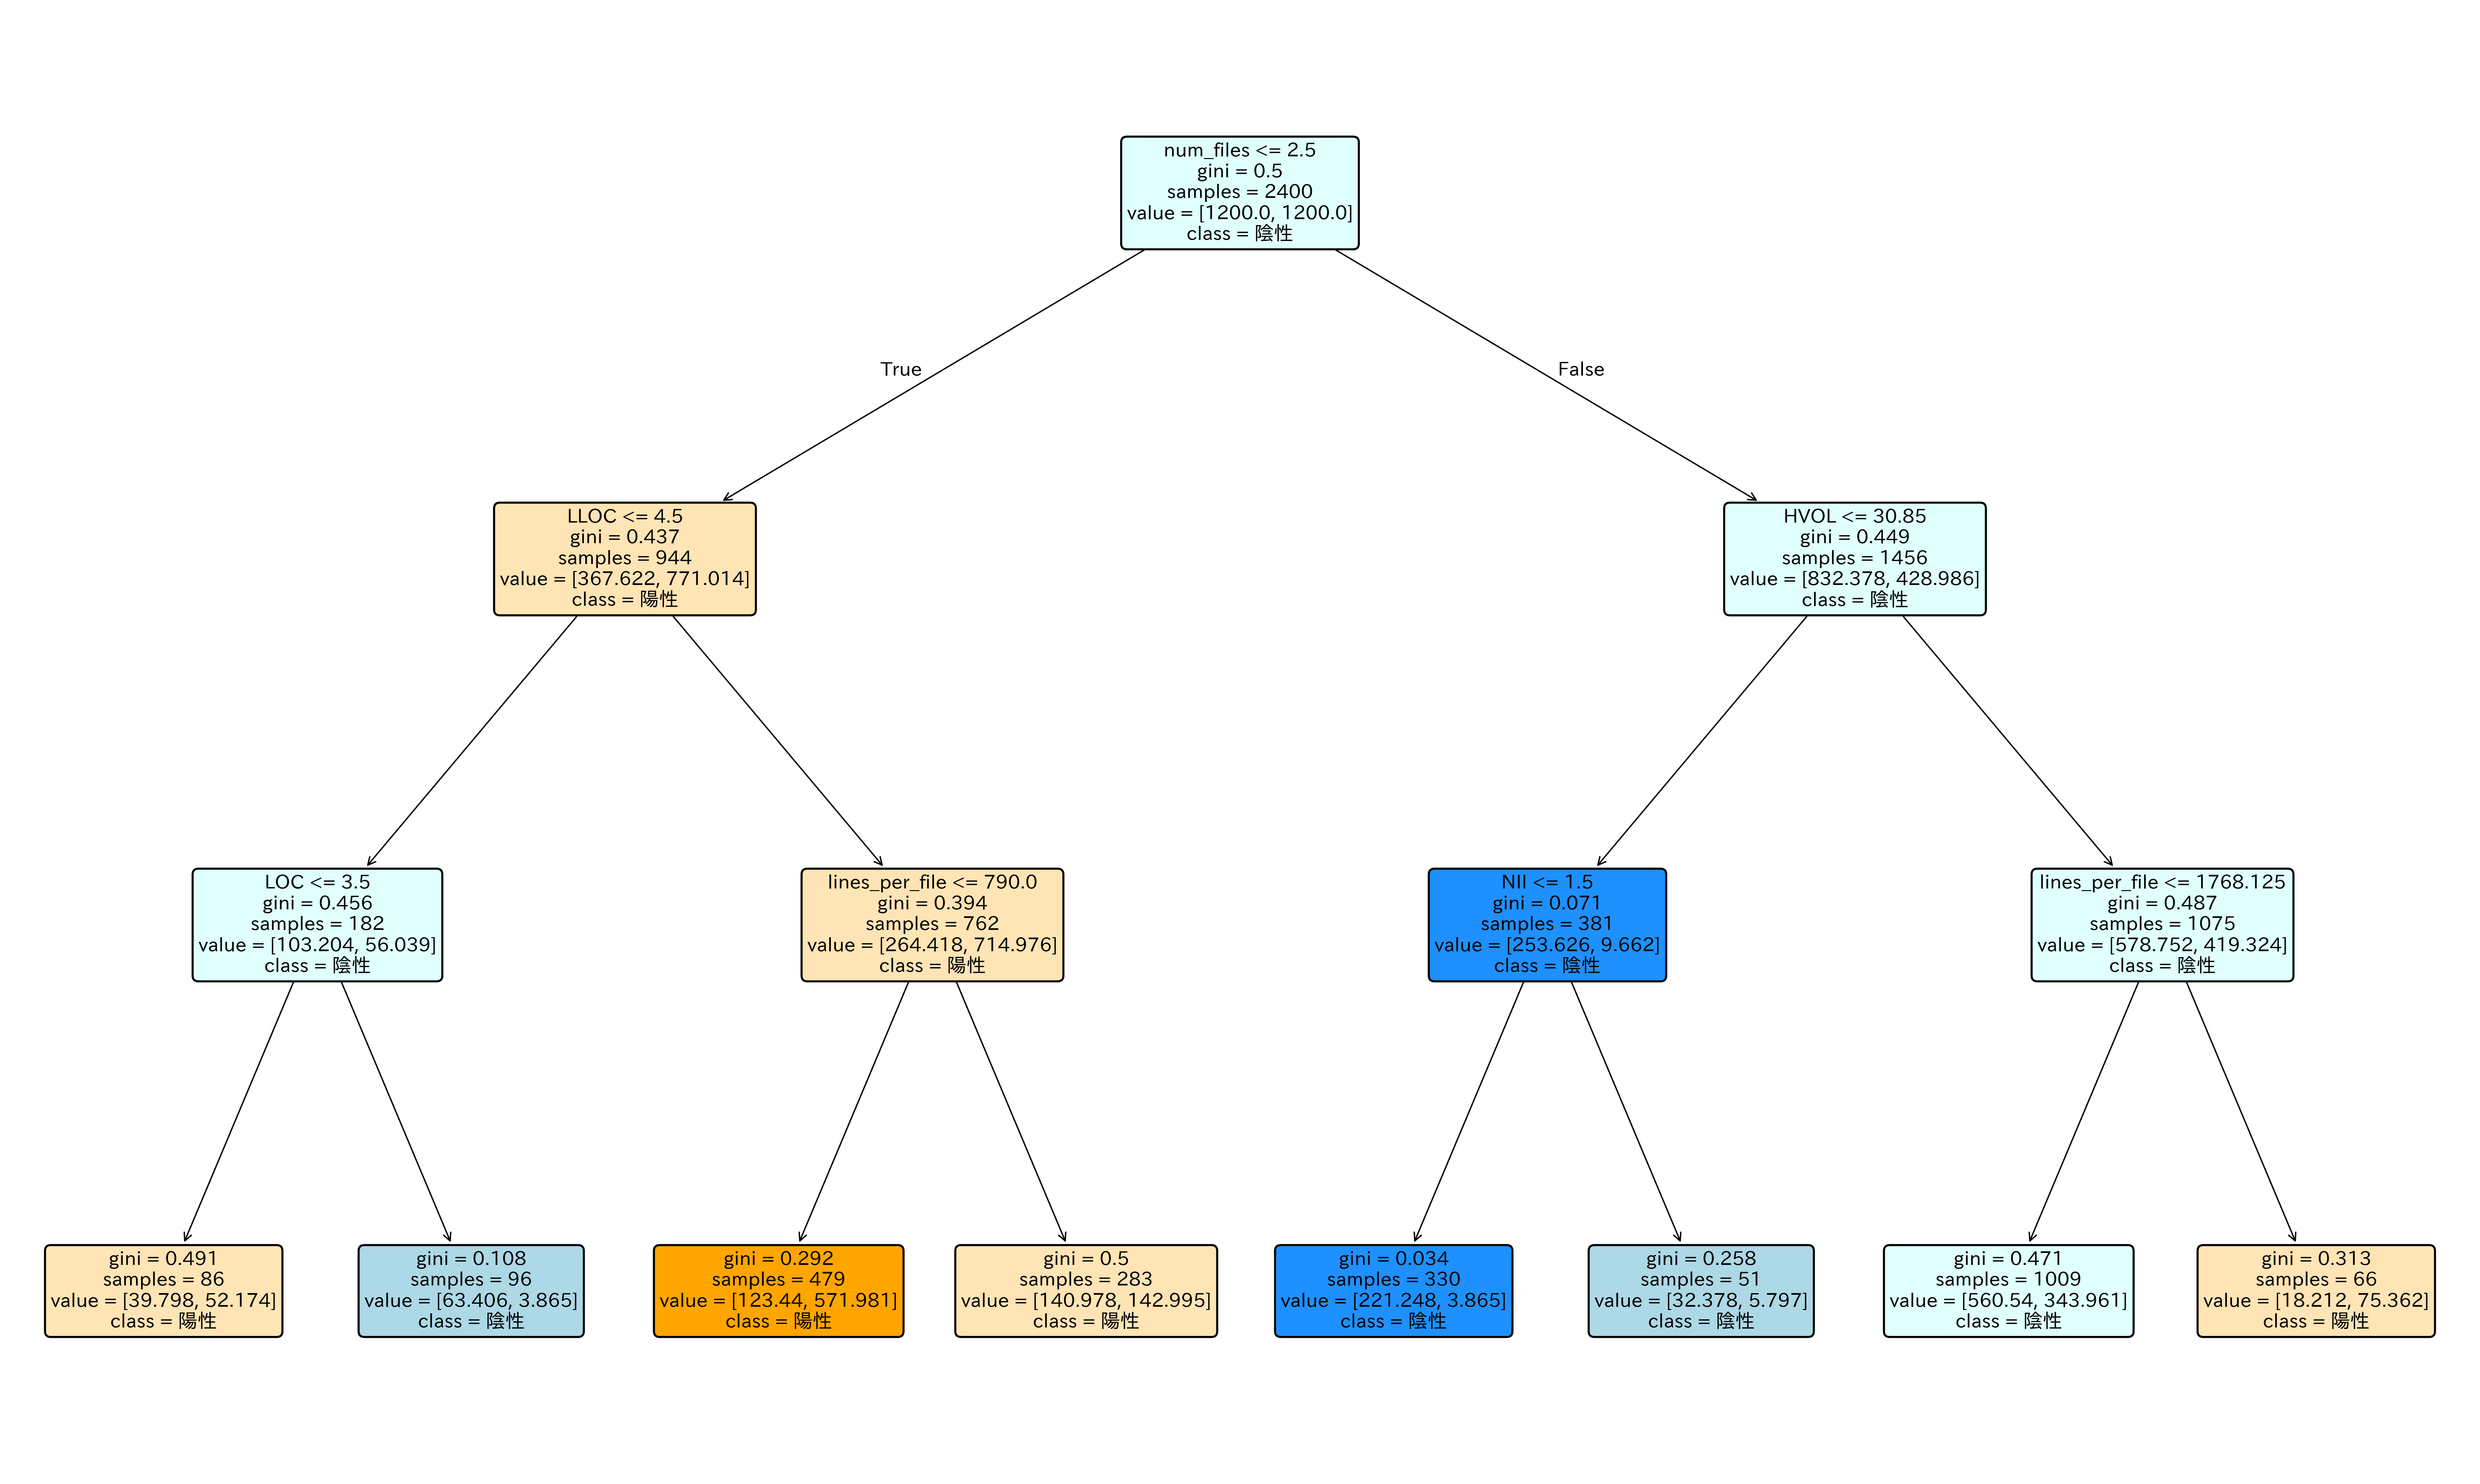 num_files <= 2.5
gini = 0.5
samples = 2400
value = [1200.0, 1200.0]
class = 陰性
True
False
LLOC <= 4.5
gini = 0.437
samples = 944
value = [367.622, 771.014]
class = 陽性
HVOL <= 30.85
gini = 0.449
samples = 1456
value = [832.378, 428.986]
class = 陰性
LOC <= 3.5
gini = 0.456
samples = 182
value = [103.204, 56.039]
class = 陰性
lines_per_file <= 790.0
gini = 0.394
samples = 762
value = [264.418, 714.976]
class = 陽性
NII <= 1.5
gini = 0.071
samples = 381
value = [253.626, 9.662]
class = 陰性
lines_per_file <= 1768.125
gini = 0.487
samples = 1075
value = [578.752, 419.324]
class = 陰性
gini = 0.491
samples = 86
value = [39.798, 52.174]
class = 陽性
gini = 0.108
samples = 96
value = [63.406, 3.865]
class = 陰性
gini = 0.292
samples = 479
value = [123.44, 571.981]
class = 陽性
gini = 0.5
samples = 283
value = [140.978, 142.995]
class = 陽性
gini = 0.034
samples = 330
value = [221.248, 3.865]
class = 陰性
gini = 0.258
samples = 51
value = [32.378, 5.797]
class = 陰性
gini = 0.471
samples = 1009
value = [560.54, 343.961]
class = 陰性
gini = 0.313
samples = 66
value = [18.212, 75.362]
class = 陽性